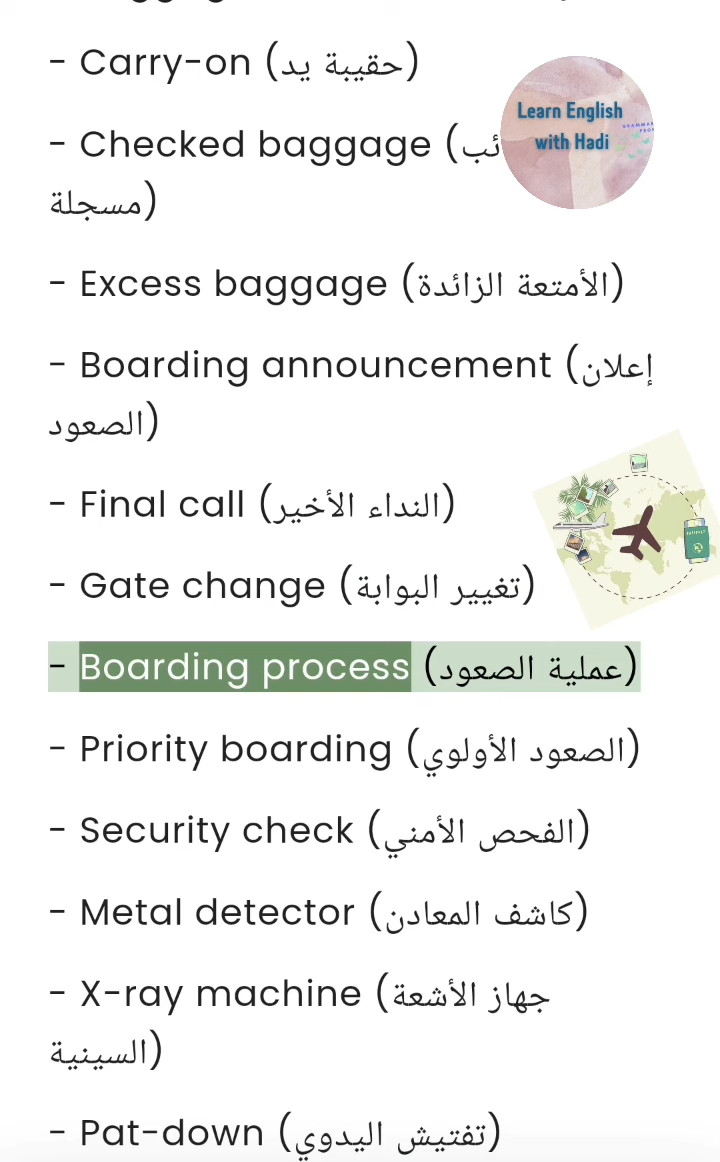 - Carry-on (حقيبة يد)
- Checked baggage (
مسجلة)
- Excess baggage (الأمتعة الزائدة)
- Boarding announcement (إعلان
الصعود)
- Final call (النداء الأخير)
- Gate change (تغيير البوابة)
- Boarding process (عملية الصعود)
- Priority boarding (الصعود الأولوي)
- Security check (الفحص الأمني)
- Metal detector (كاشف المعادن)
- X-ray machine (جهاز الأشعة
السينية)
- Pat-down (تفتيش اليدوي)
Learn English
with Hadi